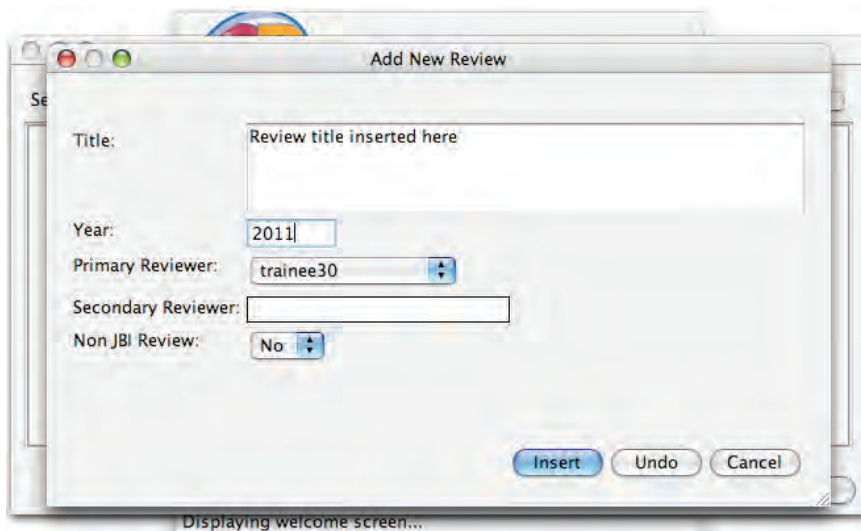 Add New Review
Se
Title:
Review title inserted here
Year:
2011
Primary Reviewer:
trainee30
Secondary Reviewer:
Non JBI Review:
No
Insert
Undo
Cancel
Displaying welcome screen...